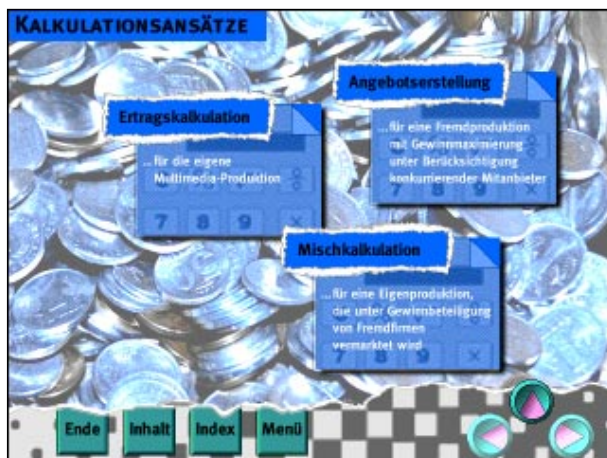 KALKULATIONSANSÄTZE
Angebotserstellung
...für eine Fremdproduktion
mit Gewinnmaximierung
unter Berücksichtigung
konkurrierender Mitanbieter
Ertragskalkulation
...für die eigene
Multimedia-Produktion
7 8 9 ×
Mischkalkulation
...für eine Eigenproduktion,
die unter Gewinnbeteiligung
von Fremdfirmen
vermarktet wird
7 8 9 ×
Ende Inhalt Index Menü